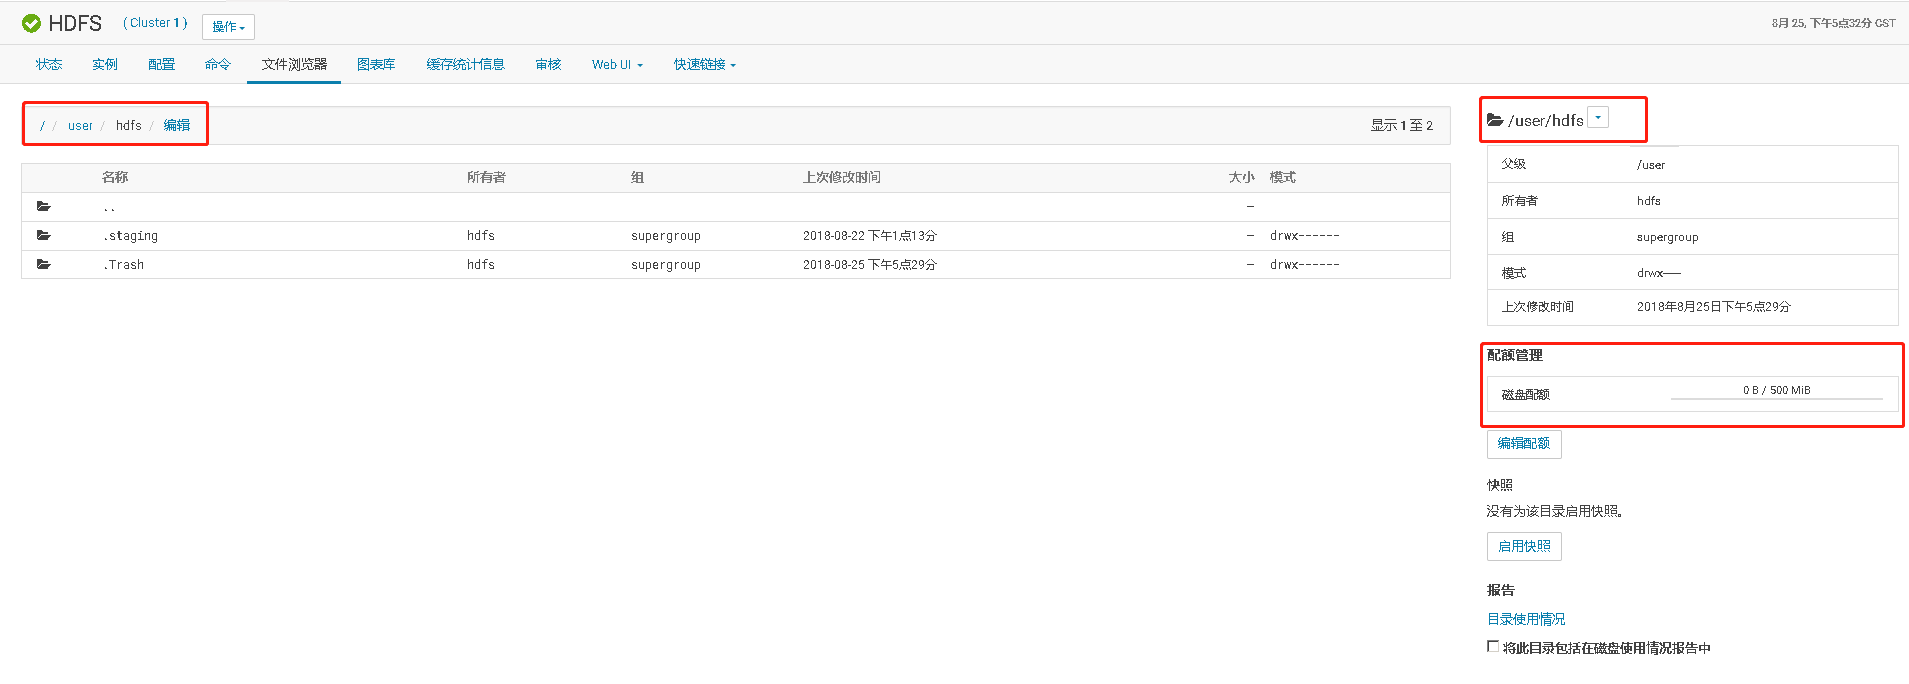 HDFS (Cluster 1) 操作
8月 25, 下午5点32分 CST
状态 实例 配置 命令 文件浏览器 图表库 缓存统计信息 审核 Web UI 快速链接
/ / user / hdfs / 编辑
显示 1 至 2
名称 所有者 组 上次修改时间 大小 模式
.. –
.staging hdfs supergroup 2018-08-22 下午1点13分 – drwx------
.Trash hdfs supergroup 2018-08-25 下午5点29分 – drwx------
/user/hdfs
父级 /user
所有者 hdfs
组 supergroup
模式 drwx------
上次修改时间 2018年8月25日下午5点29分
配额管理
磁盘配额 0 B / 500 MiB
编辑配额
快照
没有为该目录启用快照。
启用快照
报告
目录使用情况
将此目录包括在磁盘使用情况报告中